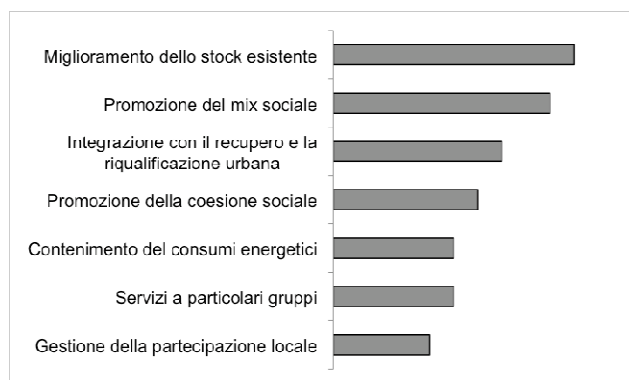 Miglioramento dello stock esistente
Promozione del mix sociale
Integrazione con il recupero e la
riqualificazione urbana
Promozione della coesione sociale
Contenimento del consumi energetici
Servizi a particolari gruppi
Gestione della partecipazione locale